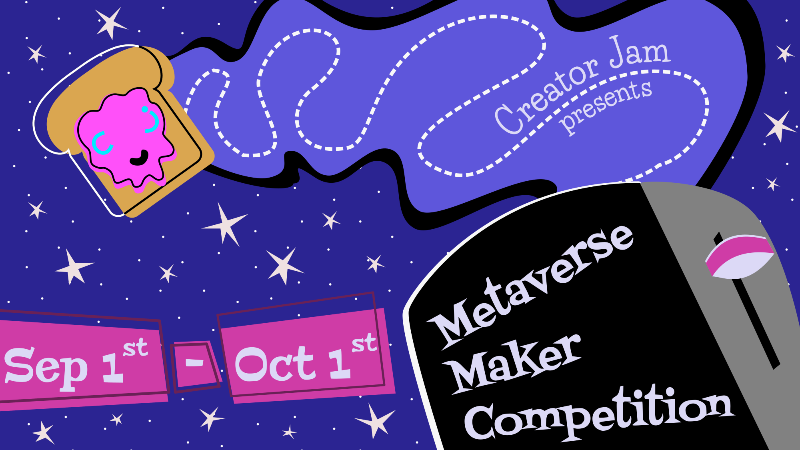 Creator Jam
presents
Metaverse
Maker
Competition
Sep 1st - Oct 1st